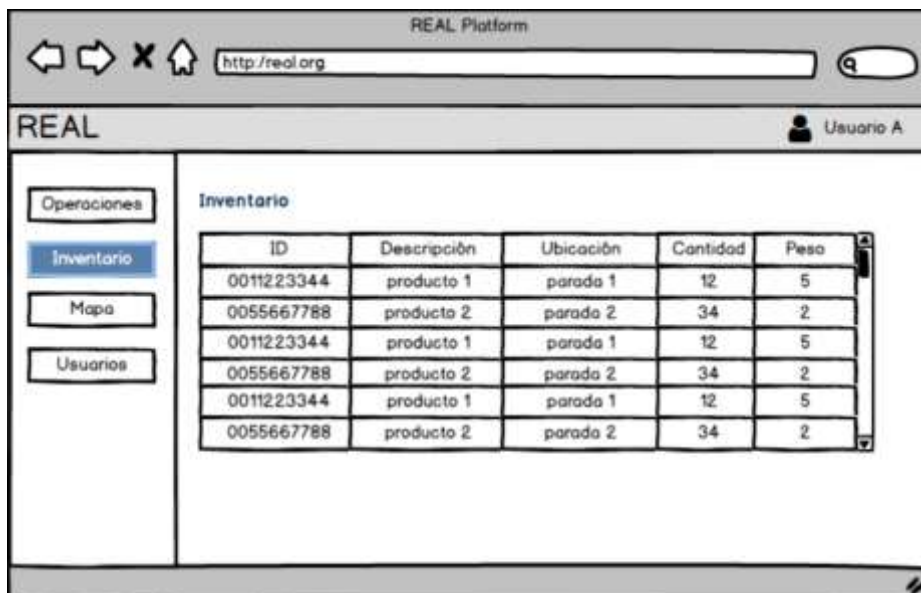 REAL Platform
http:/real.org
REAL Usuario A
Operaciones
Inventario
Mapa
Usuarios
Inventario
ID Descripción Ubicación Cantidad Peso
0011223344 producto 1 parada 1 12 5
0055667788 producto 2 parada 2 34 2
0011223344 producto 1 parada 1 12 5
0055667788 producto 2 parada 2 34 2
0011223344 producto 1 parada 1 12 5
0055667788 producto 2 parada 2 34 2